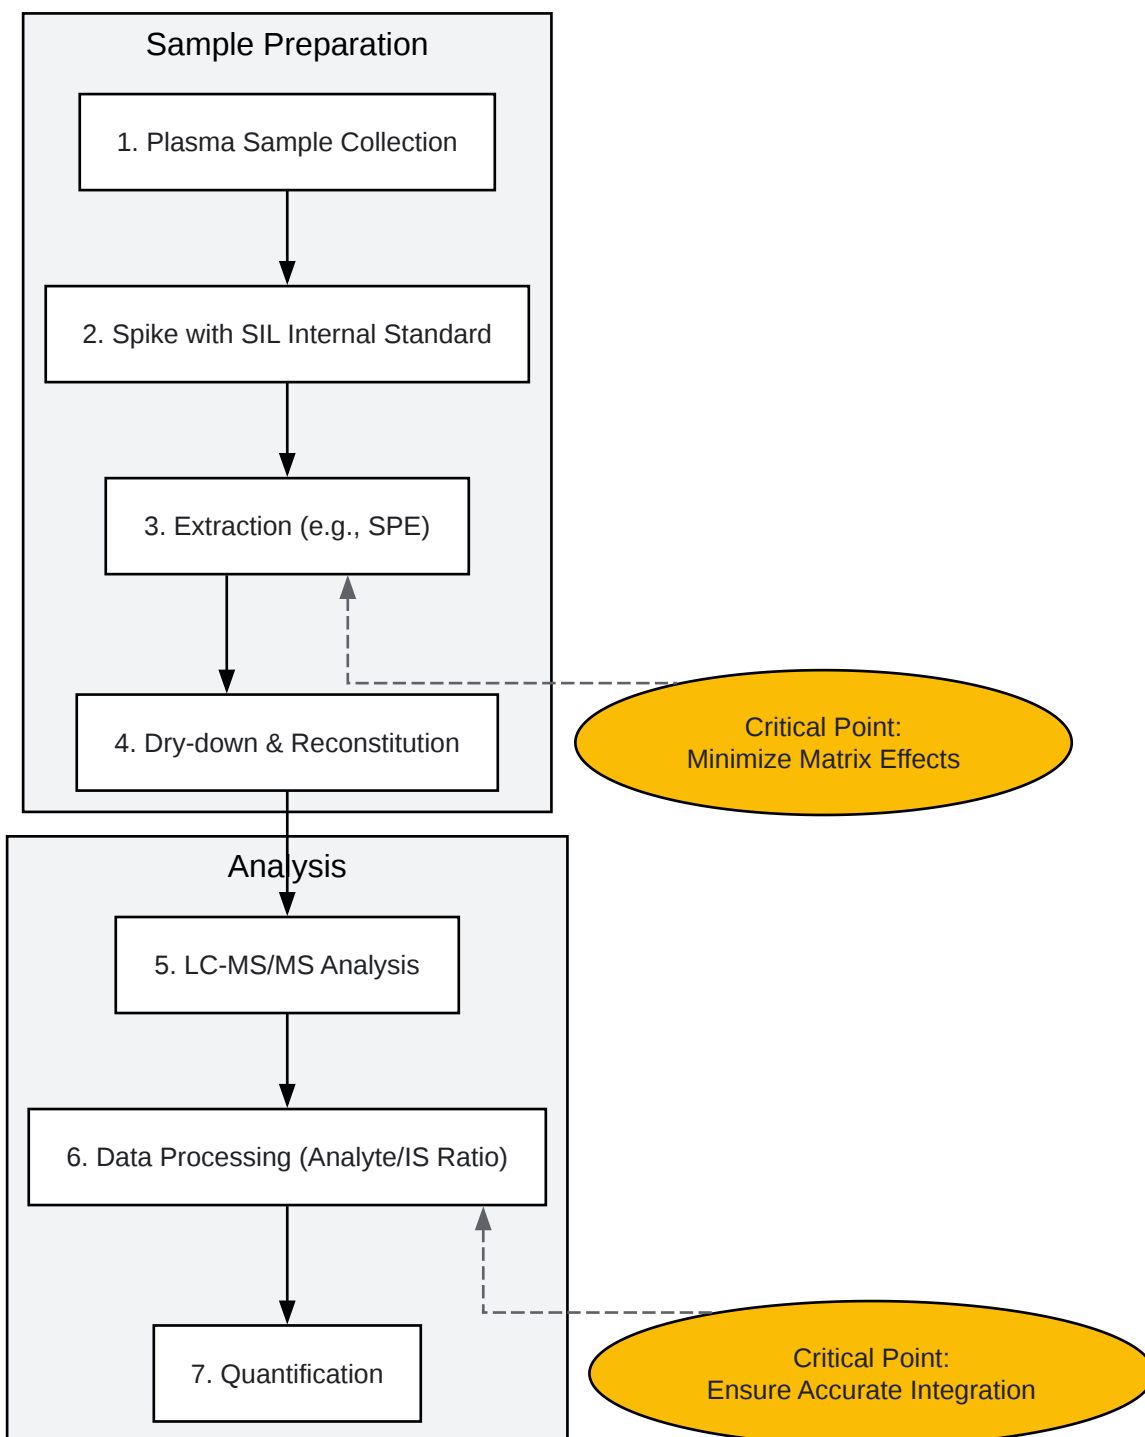 Sample Preparation
1. Plasma Sample Collection
2. Spike with SIL Internal Standard
3. Extraction (e.g., SPE)
4. Dry-down & Reconstitution
Critical Point:
Minimize Matrix Effects
Analysis
5. LC-MS/MS Analysis
6. Data Processing (Analyte/IS Ratio)
7. Quantification
Critical Point:
Ensure Accurate Integration